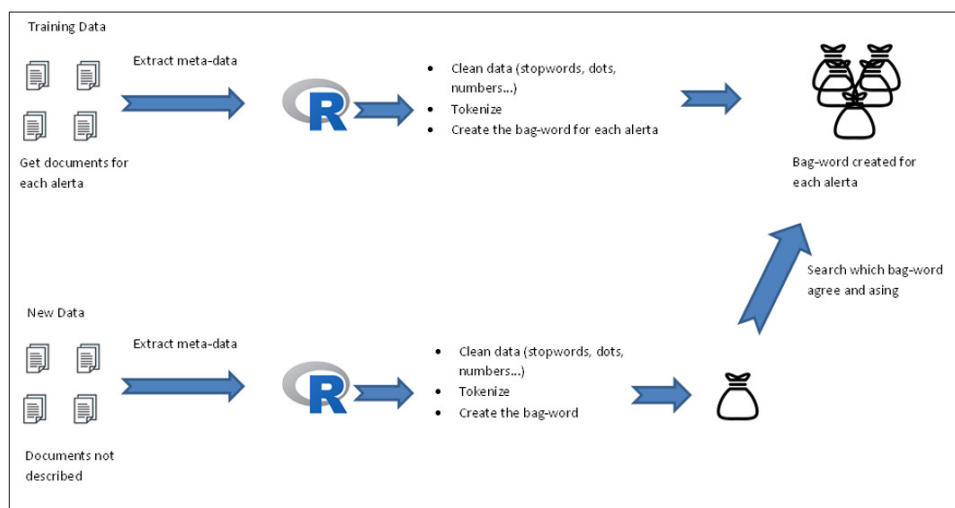 Training Data
Extract meta-data
R
• Clean data (stopwords, dots,
numbers...)
• Tokenize
• Create the bag-word for each alerta
Get documents for
each alerta
Bag-word created for
each alerta
Search which bag-word
agree and asing
New Data
Extract meta-data
R
• Clean data (stopwords, dots,
numbers...)
• Tokenize
• Create the bag-word
Documents not
described